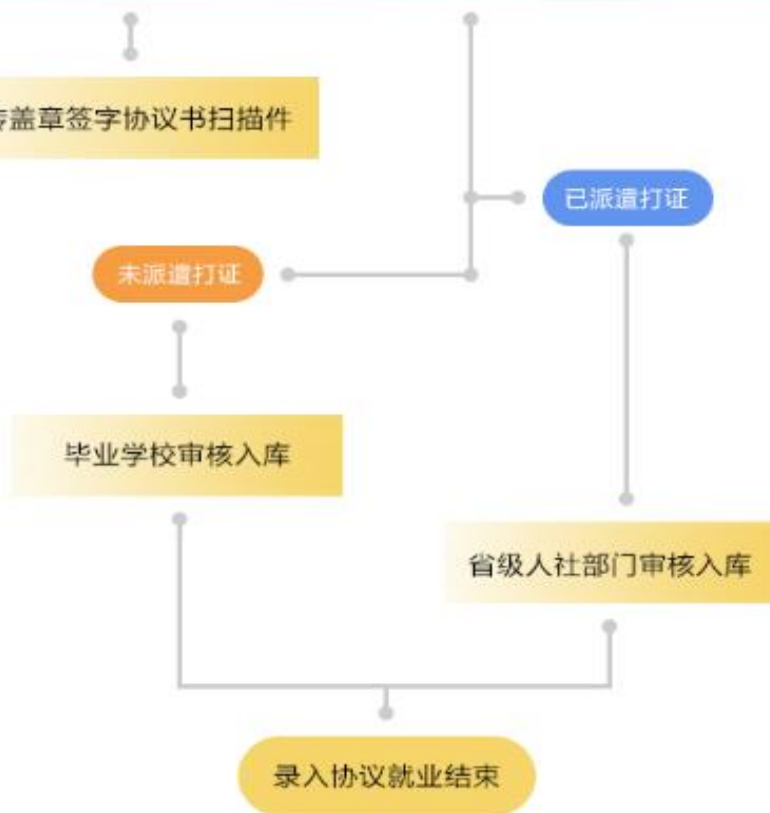 盖章签字协议书扫描件
已派遣打证
未派遣打证
毕业学校审核入库
省级人社部门审核入库
录入协议就业结束